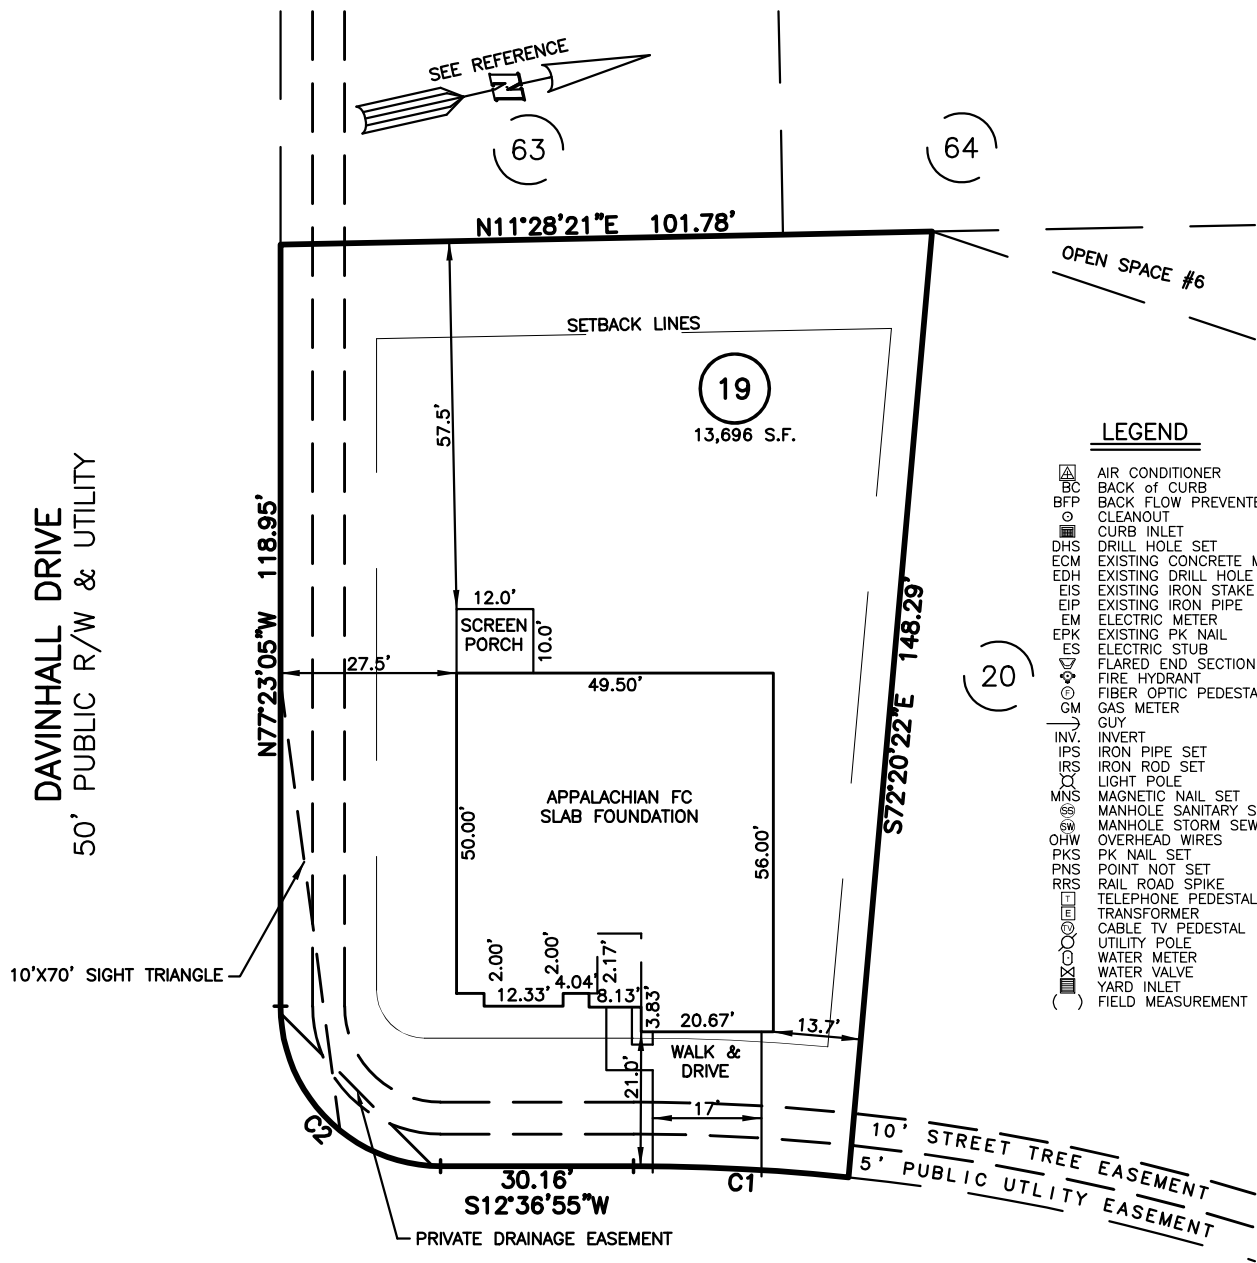 SEE REFERENCE
N
63
64
N11°28'21"E 101.78'
OPEN SPACE #6
SETBACK LINES
19
13,696 S.F.
57.5'
DAVINHALL DRIVE
50' PUBLIC R/W & UTILITY
N77°23'05"W 118.95'
S72°20'22"E 148.29'
20
12.0'
SCREEN
PORCH
10.0'
27.5'
49.50'
APPALACHIAN FC
SLAB FOUNDATION
50.00'
56.00'
2.00'
2.00'
2.17'
4.04'
12.33'
8.13'
3.83'
20.67'
13.7'
10'X70' SIGHT TRIANGLE
WALK &
DRIVE
21.0'
17'
C2
C1
30.16'
S12°36'55"W
PRIVATE DRAINAGE EASEMENT
10' STREET TREE EASEMENT
5' PUBLIC UTLITY EASEMENT
LEGEND
A AIR CONDITIONER
BC BACK of CURB
BFP BACK FLOW PREVENTE
CLEANOUT
CURB INLET
DHS DRILL HOLE SET
ECM EXISTING CONCRETE M
EDH EXISTING DRILL HOLE
EIS EXISTING IRON STAKE
EIP EXISTING IRON PIPE
EM ELECTRIC METER
EPK EXISTING PK NAIL
ES ELECTRIC STUB
FLARED END SECTION
FIRE HYDRANT
F FIBER OPTIC PEDESTA
GM GAS METER
GUY
INV. INVERT
IPS IRON PIPE SET
IRS IRON ROD SET
LIGHT POLE
MNS MAGNETIC NAIL SET
SS MANHOLE SANITARY S
SW MANHOLE STORM SEW
OHW OVERHEAD WIRES
PKS PK NAIL SET
PNS POINT NOT SET
RRS RAIL ROAD SPIKE
T TELEPHONE PEDESTAL
E TRANSFORMER
TV CABLE TV PEDESTAL
UTILITY POLE
WATER METER
WATER VALVE
YARD INLET
( ) FIELD MEASUREMENT